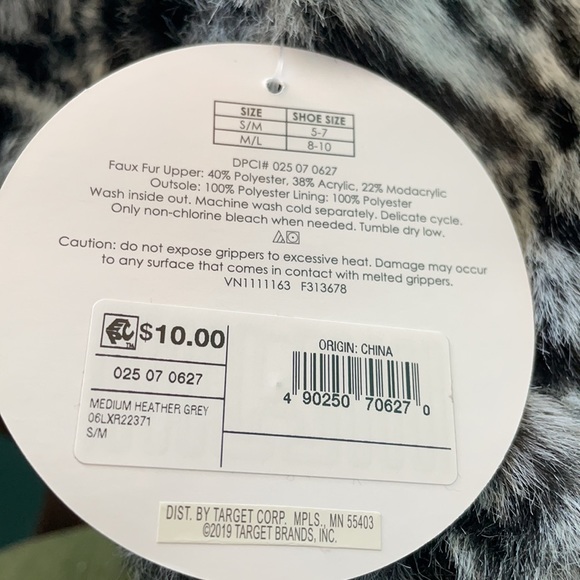 SIZE SHOE SIZE
S/M 5-7
M/L 8-10
DPCI# 025 07 0627
Faux Fur Upper: 40% Polyester, 38% Acrylic, 22% Modacrylic
Outsole: 100% Polyester Lining: 100% Polyester
Wash inside out. Machine wash cold separately. Delicate cycle.
Only non-chlorine bleach when needed. Tumble dry low.
Caution: do not expose grippers to excessive heat. Damage may occur
to any surface that comes in contact with melted grippers.
VN1111163 F313678
$10.00
025 07 0627
MEDIUM HEATHER GREY
06LXR22371
S/M
ORIGIN: CHINA
4 90250 70627 0
DIST. BY TARGET CORP. MPLS., MN 55403
©2019 TARGET BRANDS, INC.